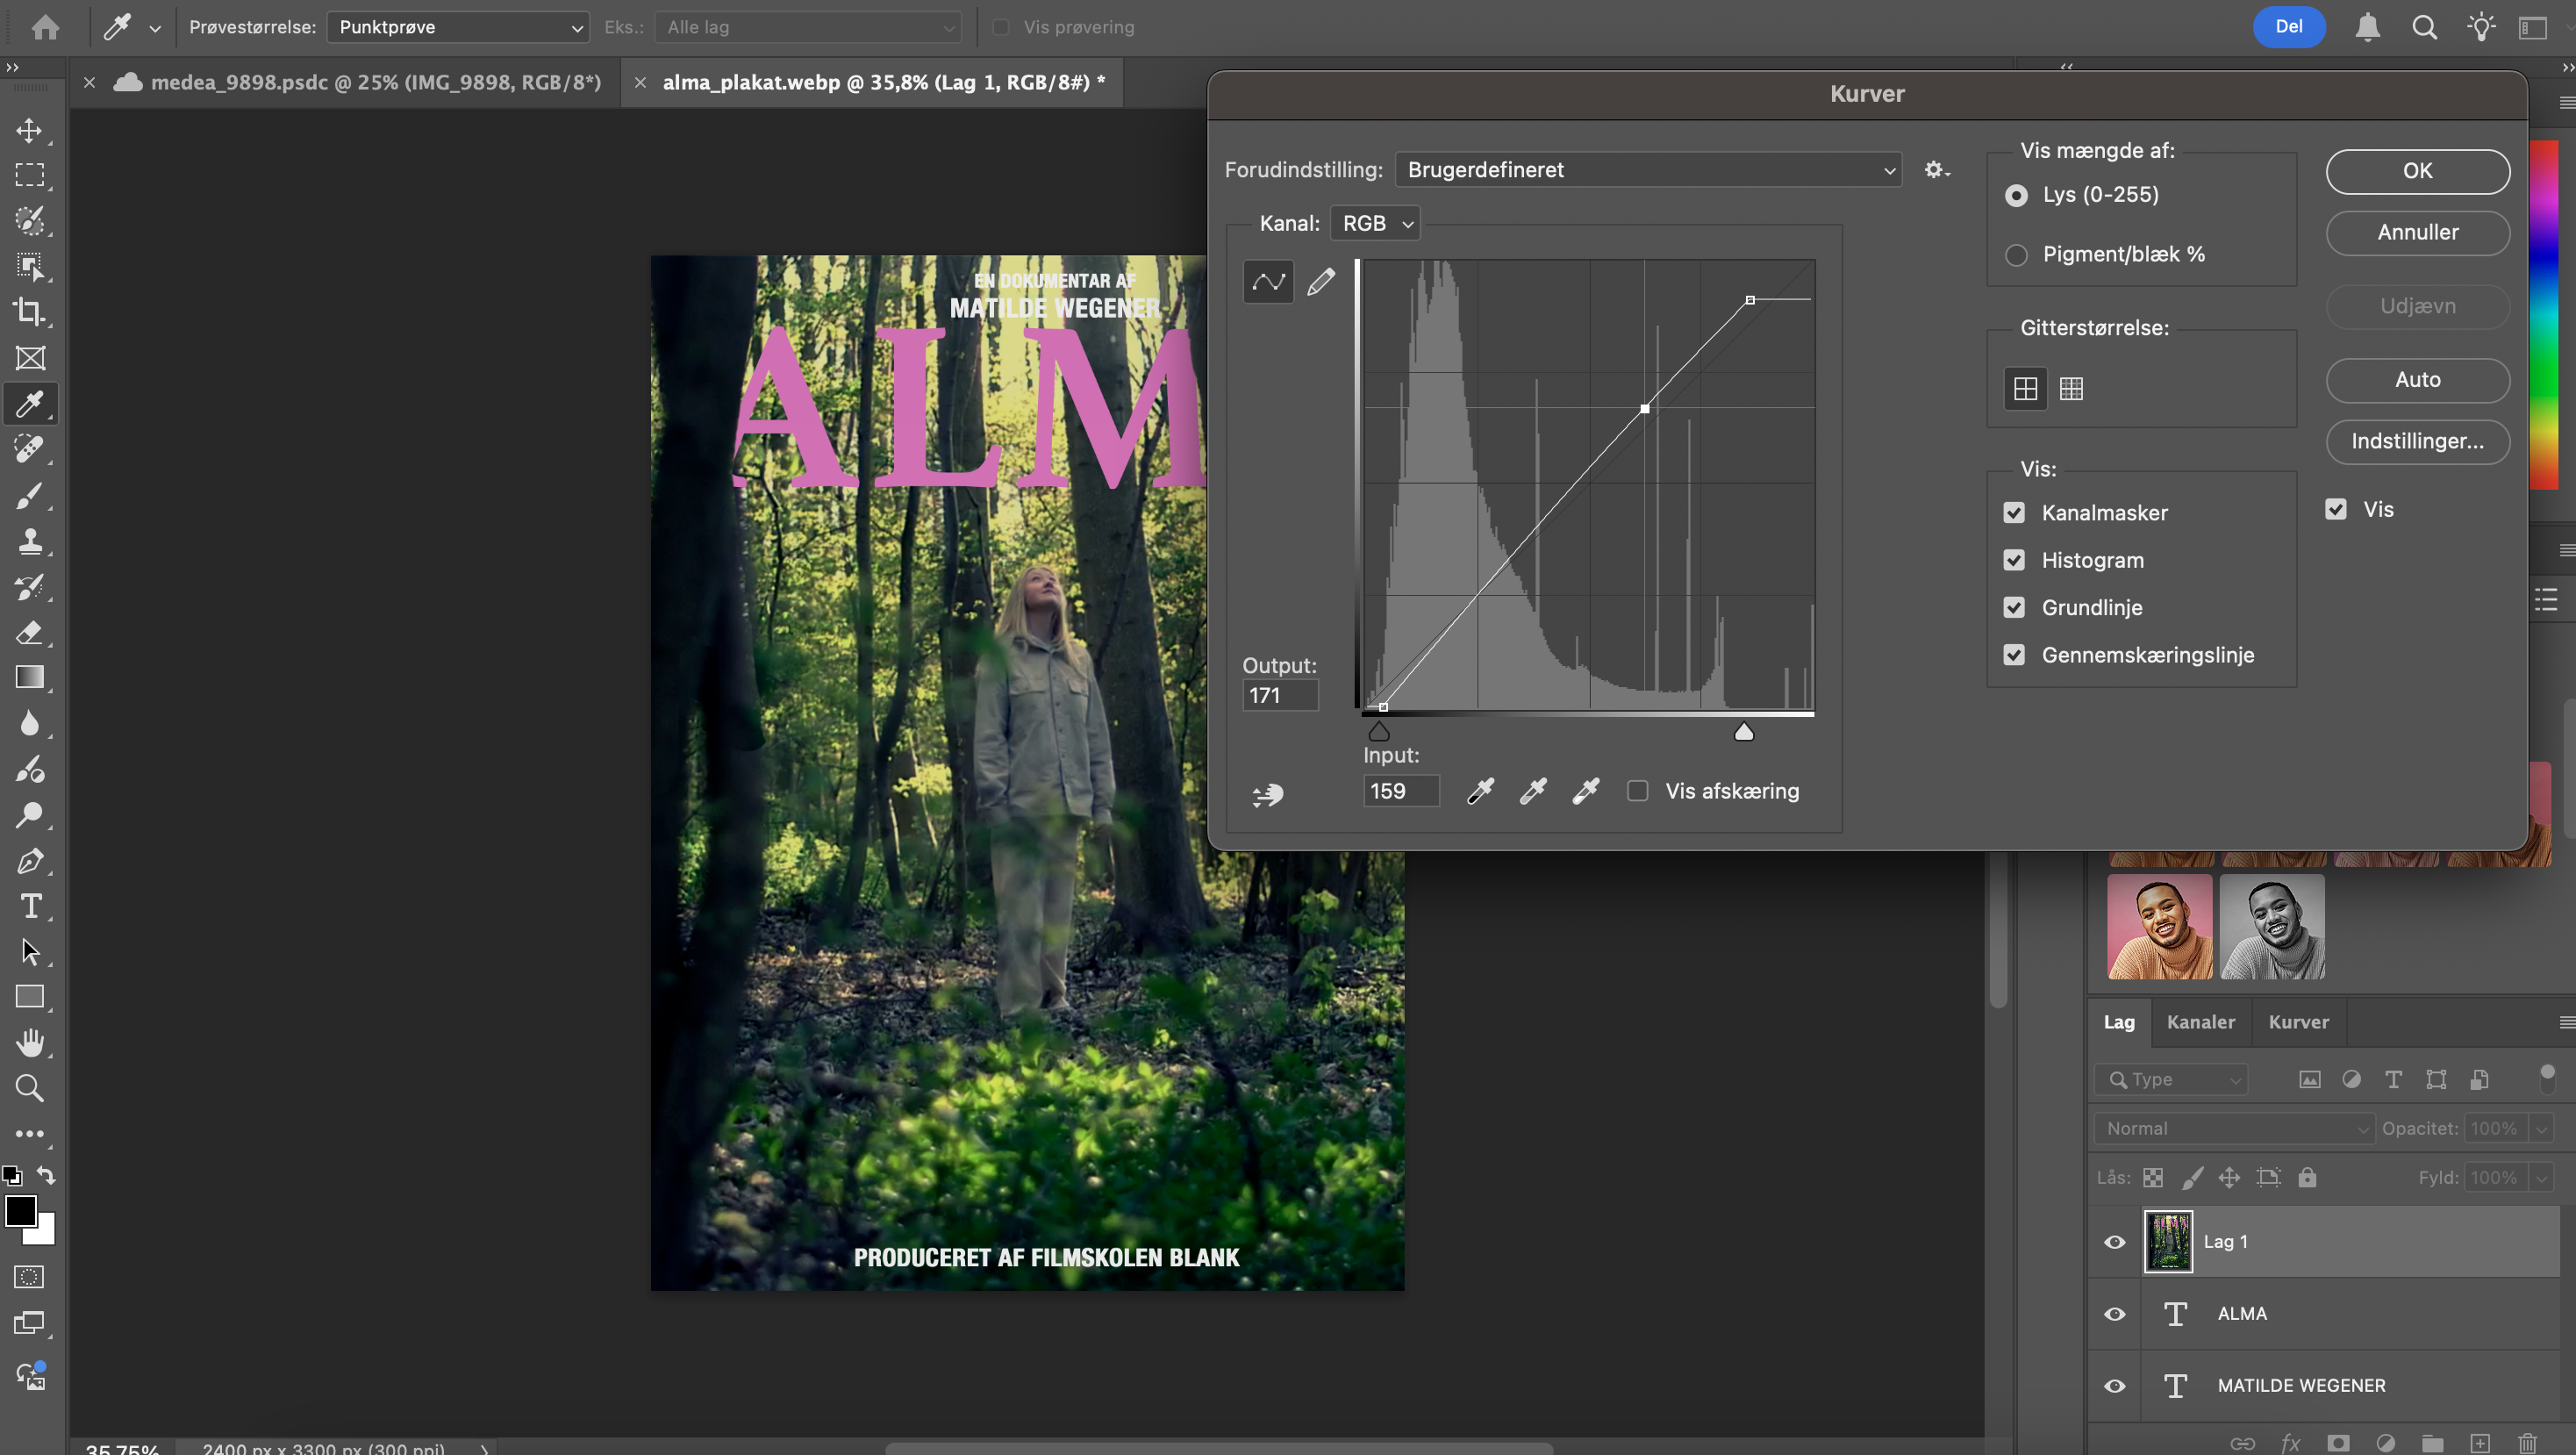 Prøvestørrelse: Punktprøve Eks.: Alle lag Vis prøvering Del
medea_9898.psdc @ 25% (IMG_9898, RGB/8*)
alma_plakat.webp @ 35,8% (Lag 1, RGB/8#) *
EN DOKUMENTAR AF
MATILDE WEGENER
ALM
PRODUCERET AF FILMSKOLEN BLANK
Kurver
Forudindstilling: Brugerdefineret
Kanal: RGB
Output:
171
Input:
159
Vis afskæring
Vis mængde af:
Lys (0-255)
Pigment/blæk %
Gitterstørrelse:
Vis:
Kanalmasker
Histogram
Grundlinje
Gennemskæringslinje
OK
Annuller
Udjævn
Auto
Indstillinger...
Vis
Lag Kanaler Kurver
Type
Normal Opacitet: 100%
Lås: Fyld: 100%
Lag 1
ALMA
MATILDE WEGENER
fx
35,75% 2400 px x 3300 px (300 ppi)